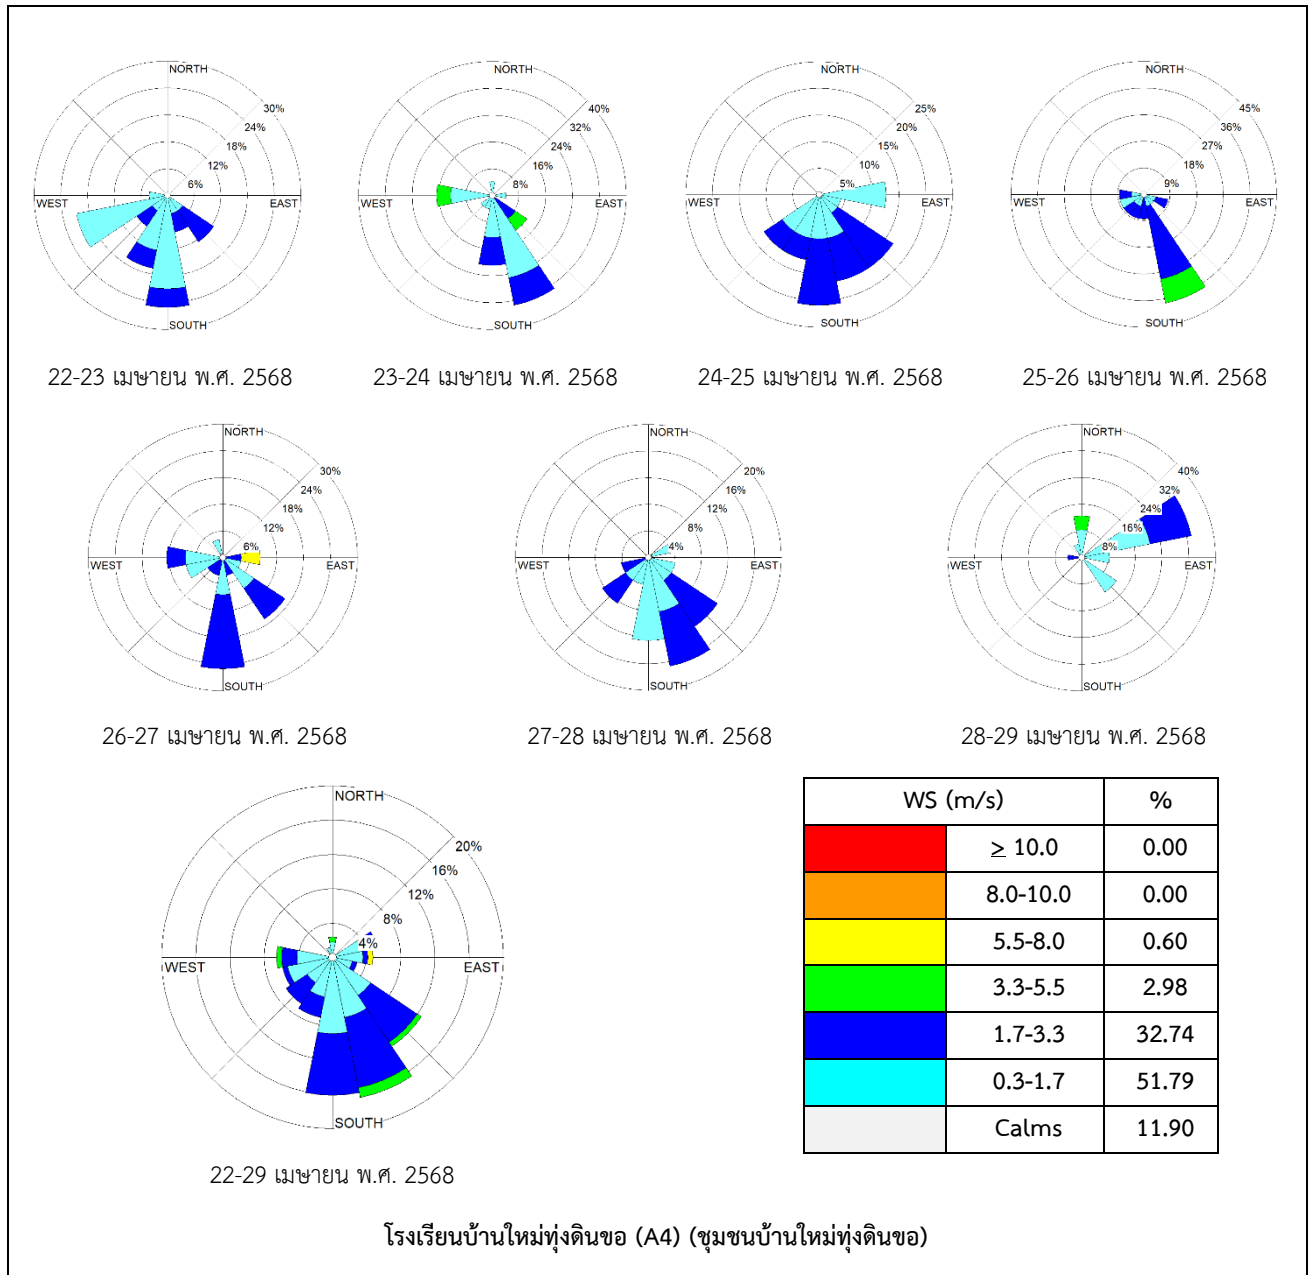 NORTH NORTH NORTH NORTH
30% 40% 25% 45%
24% 32% 20% 36%
18% 24% 15% 27%
12% 16% 10% 18%
6% 8% 5% 9%
WEST EAST WEST EAST WEST EAST WEST EAST
SOUTH SOUTH SOUTH SOUTH
22-23 เมษายน พ.ศ. 2568 23-24 เมษายน พ.ศ. 2568 24-25 เมษายน พ.ศ. 2568 25-26 เมษายน พ.ศ. 2568
NORTH NORTH NORTH
30% 20% 40%
24% 16% 32%
18% 12% 24%
12% 8% 16%
6% 4% 8%
WEST EAST WEST EAST WEST EAST
SOUTH SOUTH SOUTH
26-27 เมษายน พ.ศ. 2568 27-28 เมษายน พ.ศ. 2568 28-29 เมษายน พ.ศ. 2568
NORTH
20%
16%
12%
8%
4%
WEST EAST
SOUTH
22-29 เมษายน พ.ศ. 2568
WS (m/s) %
≥ 10.0 0.00
8.0-10.0 0.00
5.5-8.0 0.60
3.3-5.5 2.98
1.7-3.3 32.74
0.3-1.7 51.79
Calms 11.90
โรงเรียนบ้านใหม่ทุ่งดินขอ (A4) (ชุมชนบ้านใหม่ทุ่งดินขอ)